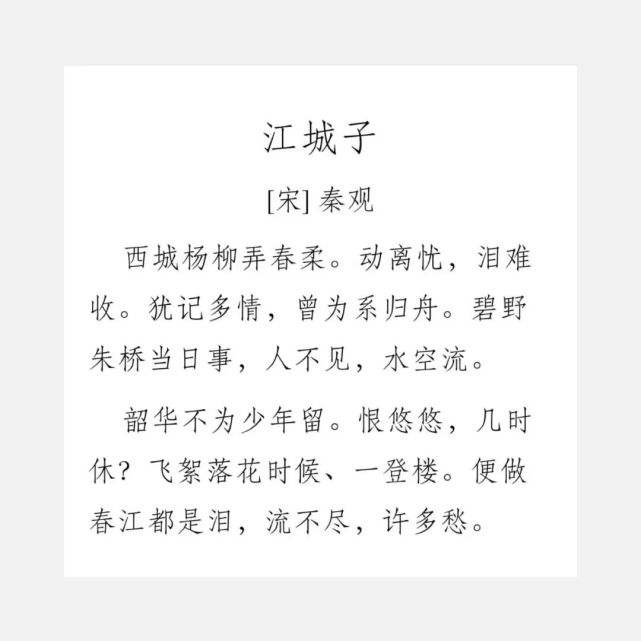 江城子
[宋] 秦观
西城杨柳弄春柔。动离忧，泪难
收。犹记多情，曾为系归舟。碧野
朱桥当日事，人不见，水空流。
韶华不为少年留。恨悠悠，几时
休？飞絮落花时候、一登楼。便做
春江都是泪，流不尽，许多愁。